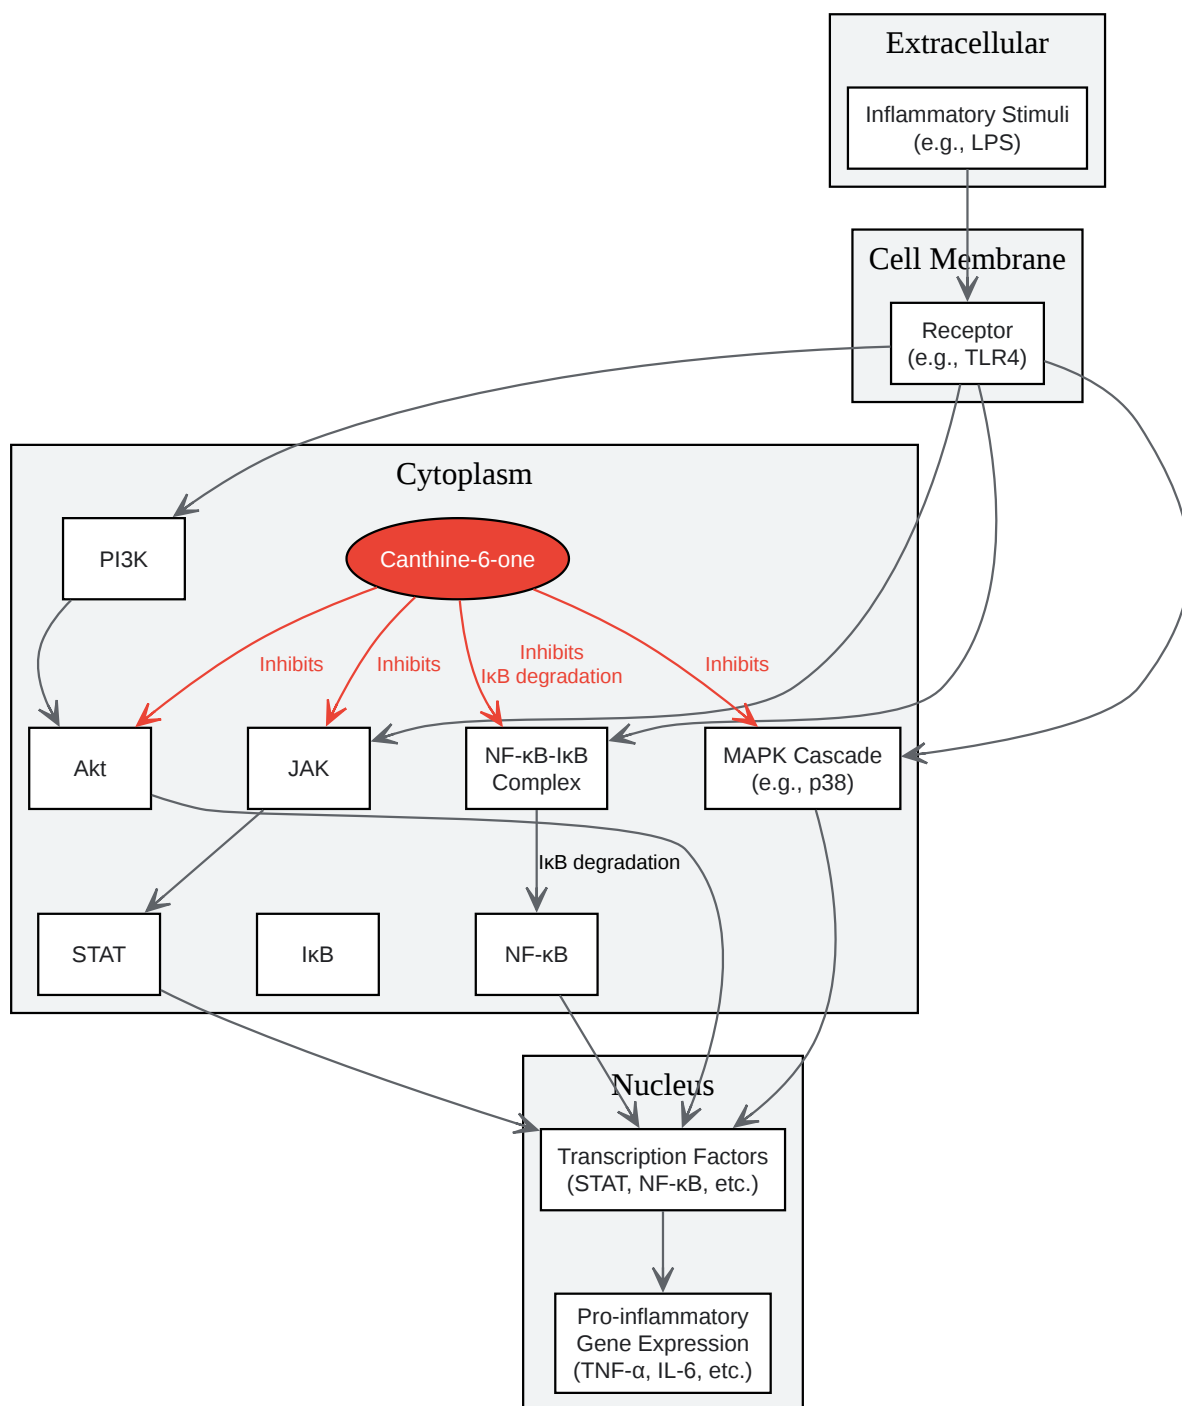 Extracellular
Inflammatory Stimuli
(e.g., LPS)
Cell Membrane
Receptor
(e.g., TLR4)
Cytoplasm
PI3K
Canthine-6-one
Inhibits
Inhibits
Inhibits
IκB degradation
Inhibits
Akt
JAK
NF-κB-IκB
Complex
MAPK Cascade
(e.g., p38)
IκB degradation
STAT
IκB
NF-κB
Nucleus
Transcription Factors
(STAT, NF-κB, etc.)
Pro-inflammatory
Gene Expression
(TNF-α, IL-6, etc.)